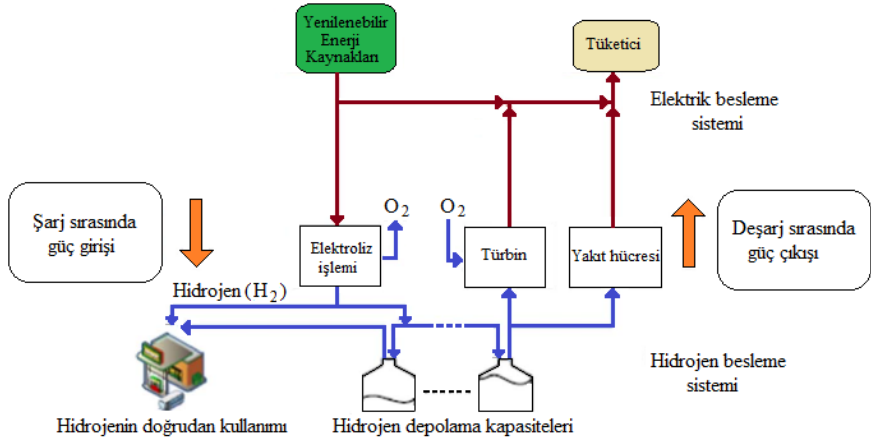 Yenilenebilir
Enerji
Kaynakları
Tüketici
Elektrik besleme
sistemi
Şarj sırasında
güç girişi
O2
O2
Elektroliz
işlemi
Türbin
Yakıt hücresi
Deşarj sırasında
güç çıkışı
Hidrojen (H2)
Hidrojen besleme
sistemi
Hidrojenin doğrudan kullanımı
Hidrojen depolama kapasiteleri